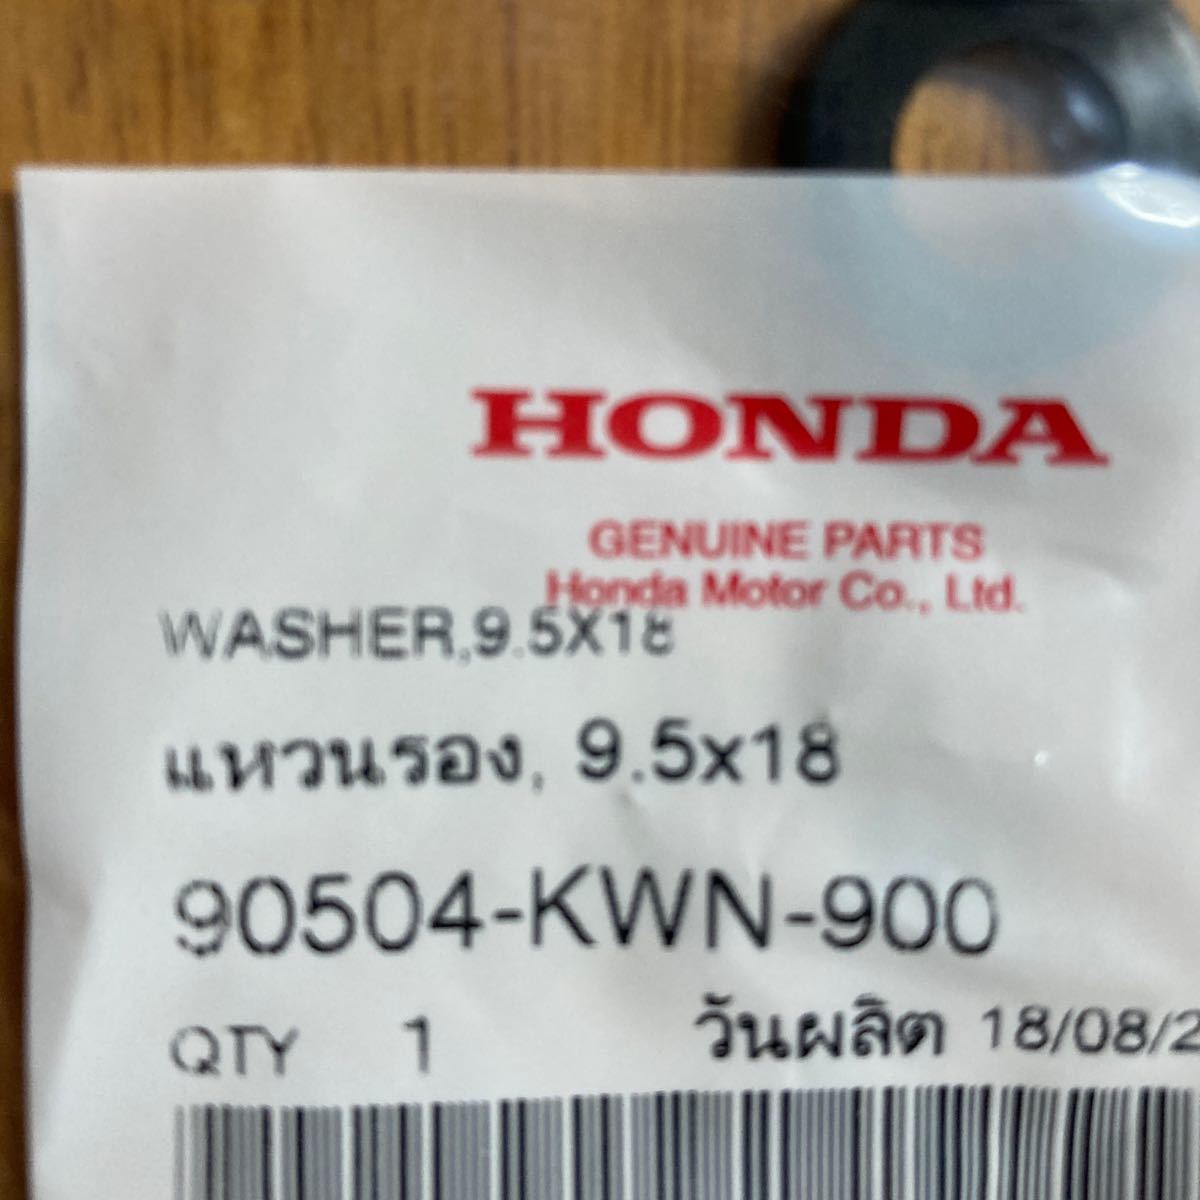 HONDA
GENUINE PARTS
Honda Motor Co., Ltd.
WASHER,9.5X18
แหวนรอง, 9.5x18
90504-KWN-900
QTY 1 วันผลิต 18/08/2